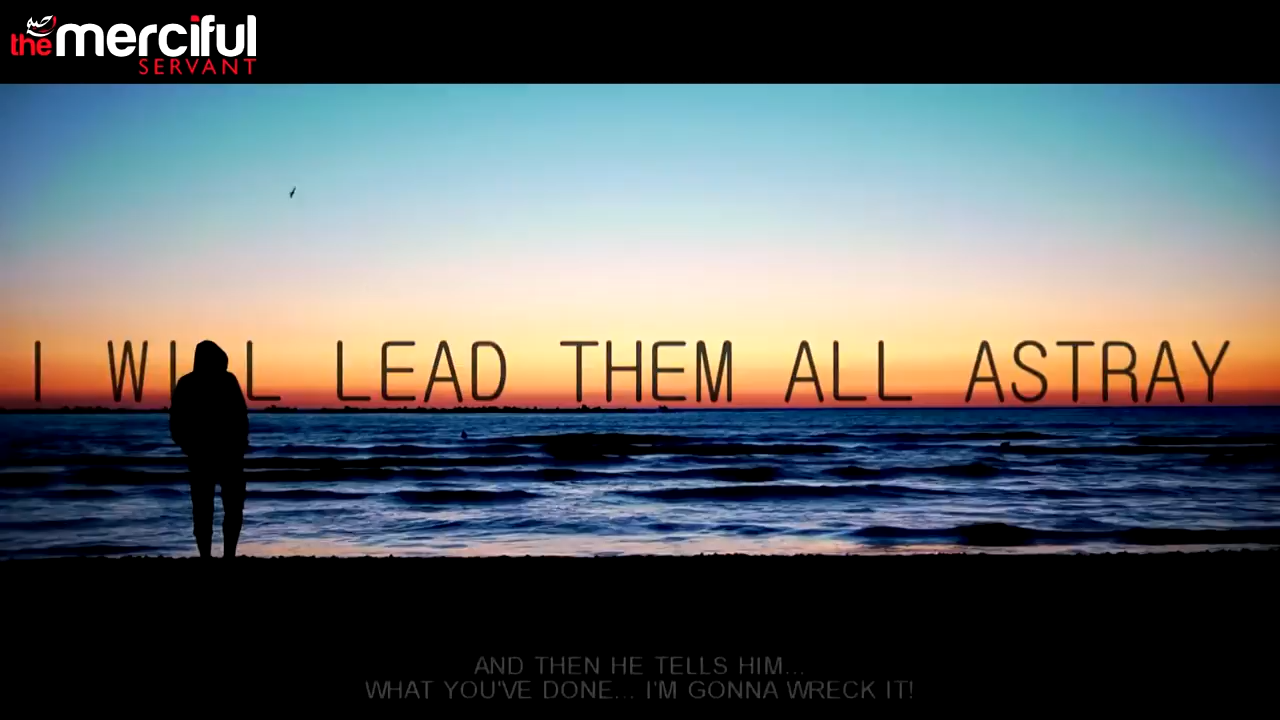 the merciful
SERVANT
I WILL LEAD THEM ALL ASTRAY
AND THEN HE TELLS HIM...
WHAT YOU'VE DONE... I'M GONNA WRECK IT!